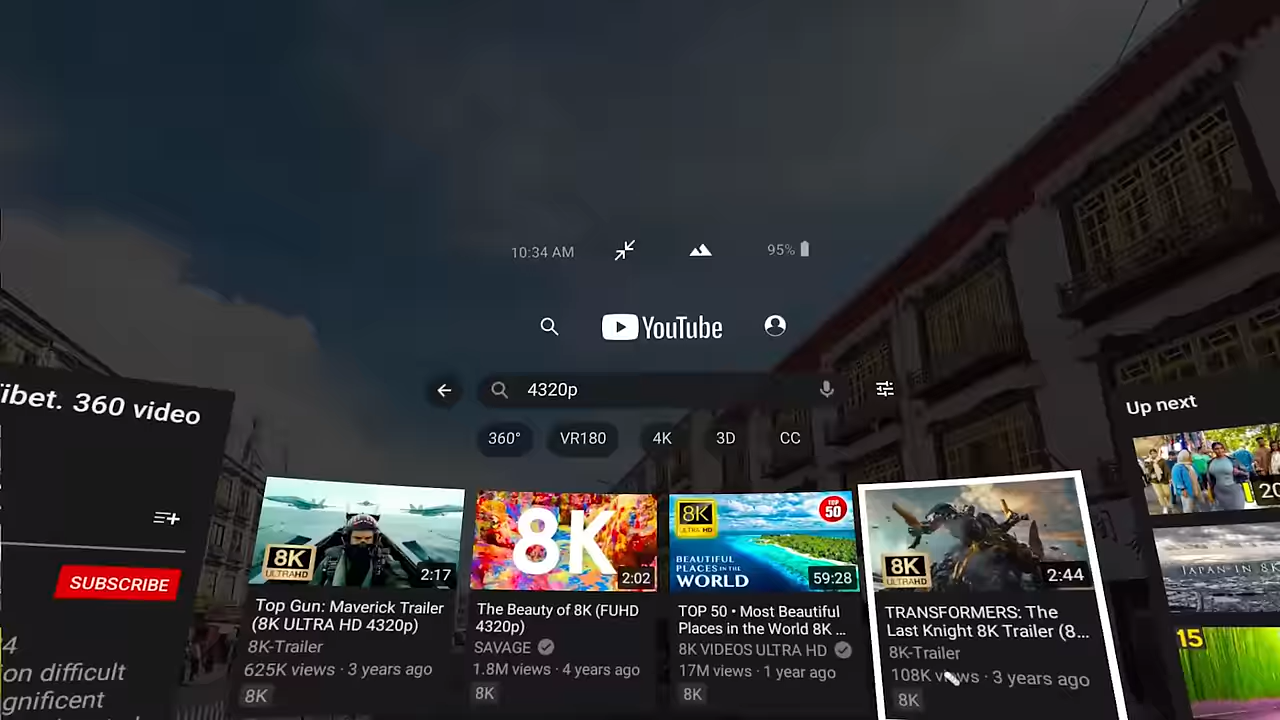 10:34 AM
95%
YouTube
4320p
360°
VR180
4K
3D
CC
ibet. 360 video
SUBSCRIBE
4
on difficult
gnificant
8K
ULTRAHD
2:17
Top Gun: Maverick Trailer
(8K ULTRA HD 4320p)
8K-Trailer
625K views · 3 years ago
8K
8K
2:02
The Beauty of 8K (FUHD
4320p)
SAVAGE
1.8M views · 4 years ago
8K
8K
ULTRA HD
TOP
50
BEAUTIFUL
PLACES IN THE
WORLD
59:28
TOP 50 • Most Beautiful
Places in the World 8K ...
8K VIDEOS ULTRA HD
17M views · 1 year ago
8K
8K
ULTRAHD
2:44
TRANSFORMERS: The
Last Knight 8K Trailer (8...
8K-Trailer
108K views · 3 years ago
8K
Up next
20
JAPAN IN 8K
15